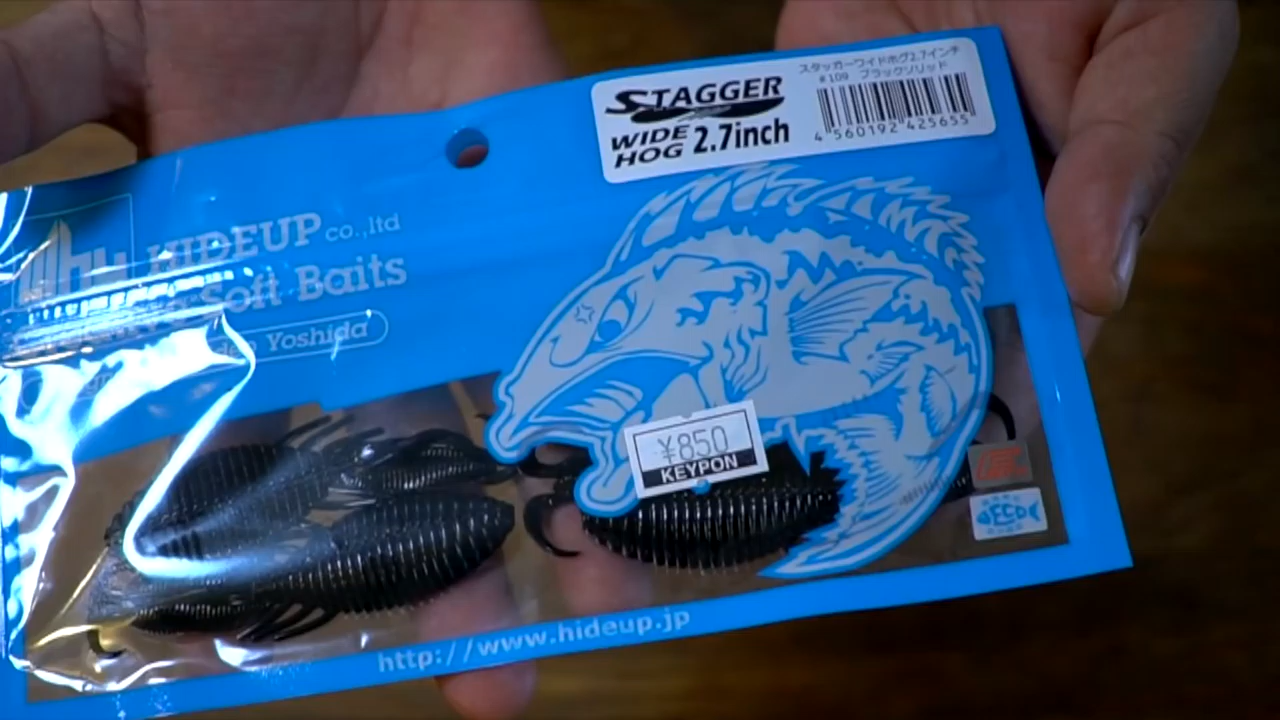 STAGGER
WIDE
HOG 2.7inch
スタッガーワイドホグ2.7インチ
#109 ブラックソリッド
4 560192 425655
hu
HIDEUP co.,ltd
Soft Baits
Yoshida
¥850
KEYPON
ECO
http://www.hideup.jp